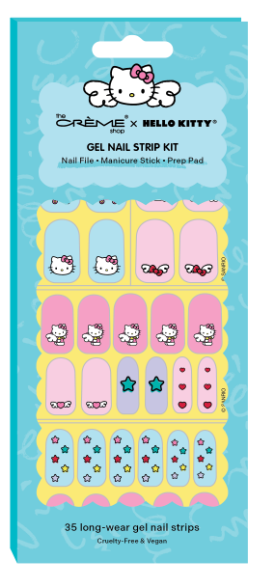 the
CRÈME® x HELLO KITTY®
shop
GEL NAIL STRIP KIT
Nail File • Manicure Stick • Prep Pad
35 long-wear gel nail strips
Cruelty-Free & Vegan